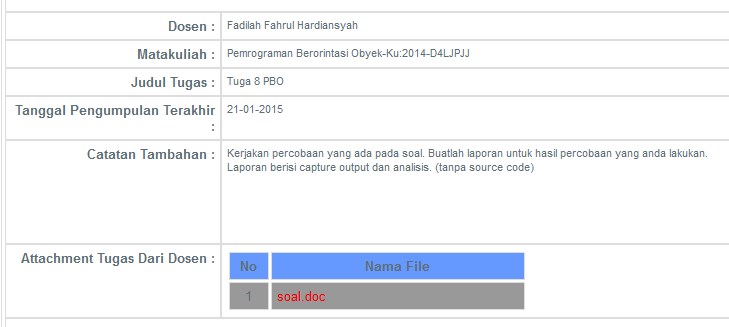 Dosen : Fadilah Fahrul Hardiansyah
Matakuliah : Pemrograman Berorintasi Obyek-Ku:2014-D4LJPJJ
Judul Tugas : Tuga 8 PBO
Tanggal Pengumpulan Terakhir : 21-01-2015
Catatan Tambahan : Kerjakan percobaan yang ada pada soal. Buatlah laporan untuk hasil percobaan yang anda lakukan.
Laporan berisi capture output dan analisis. (tanpa source code)
Attachment Tugas Dari Dosen :
No Nama File
1 soal.doc